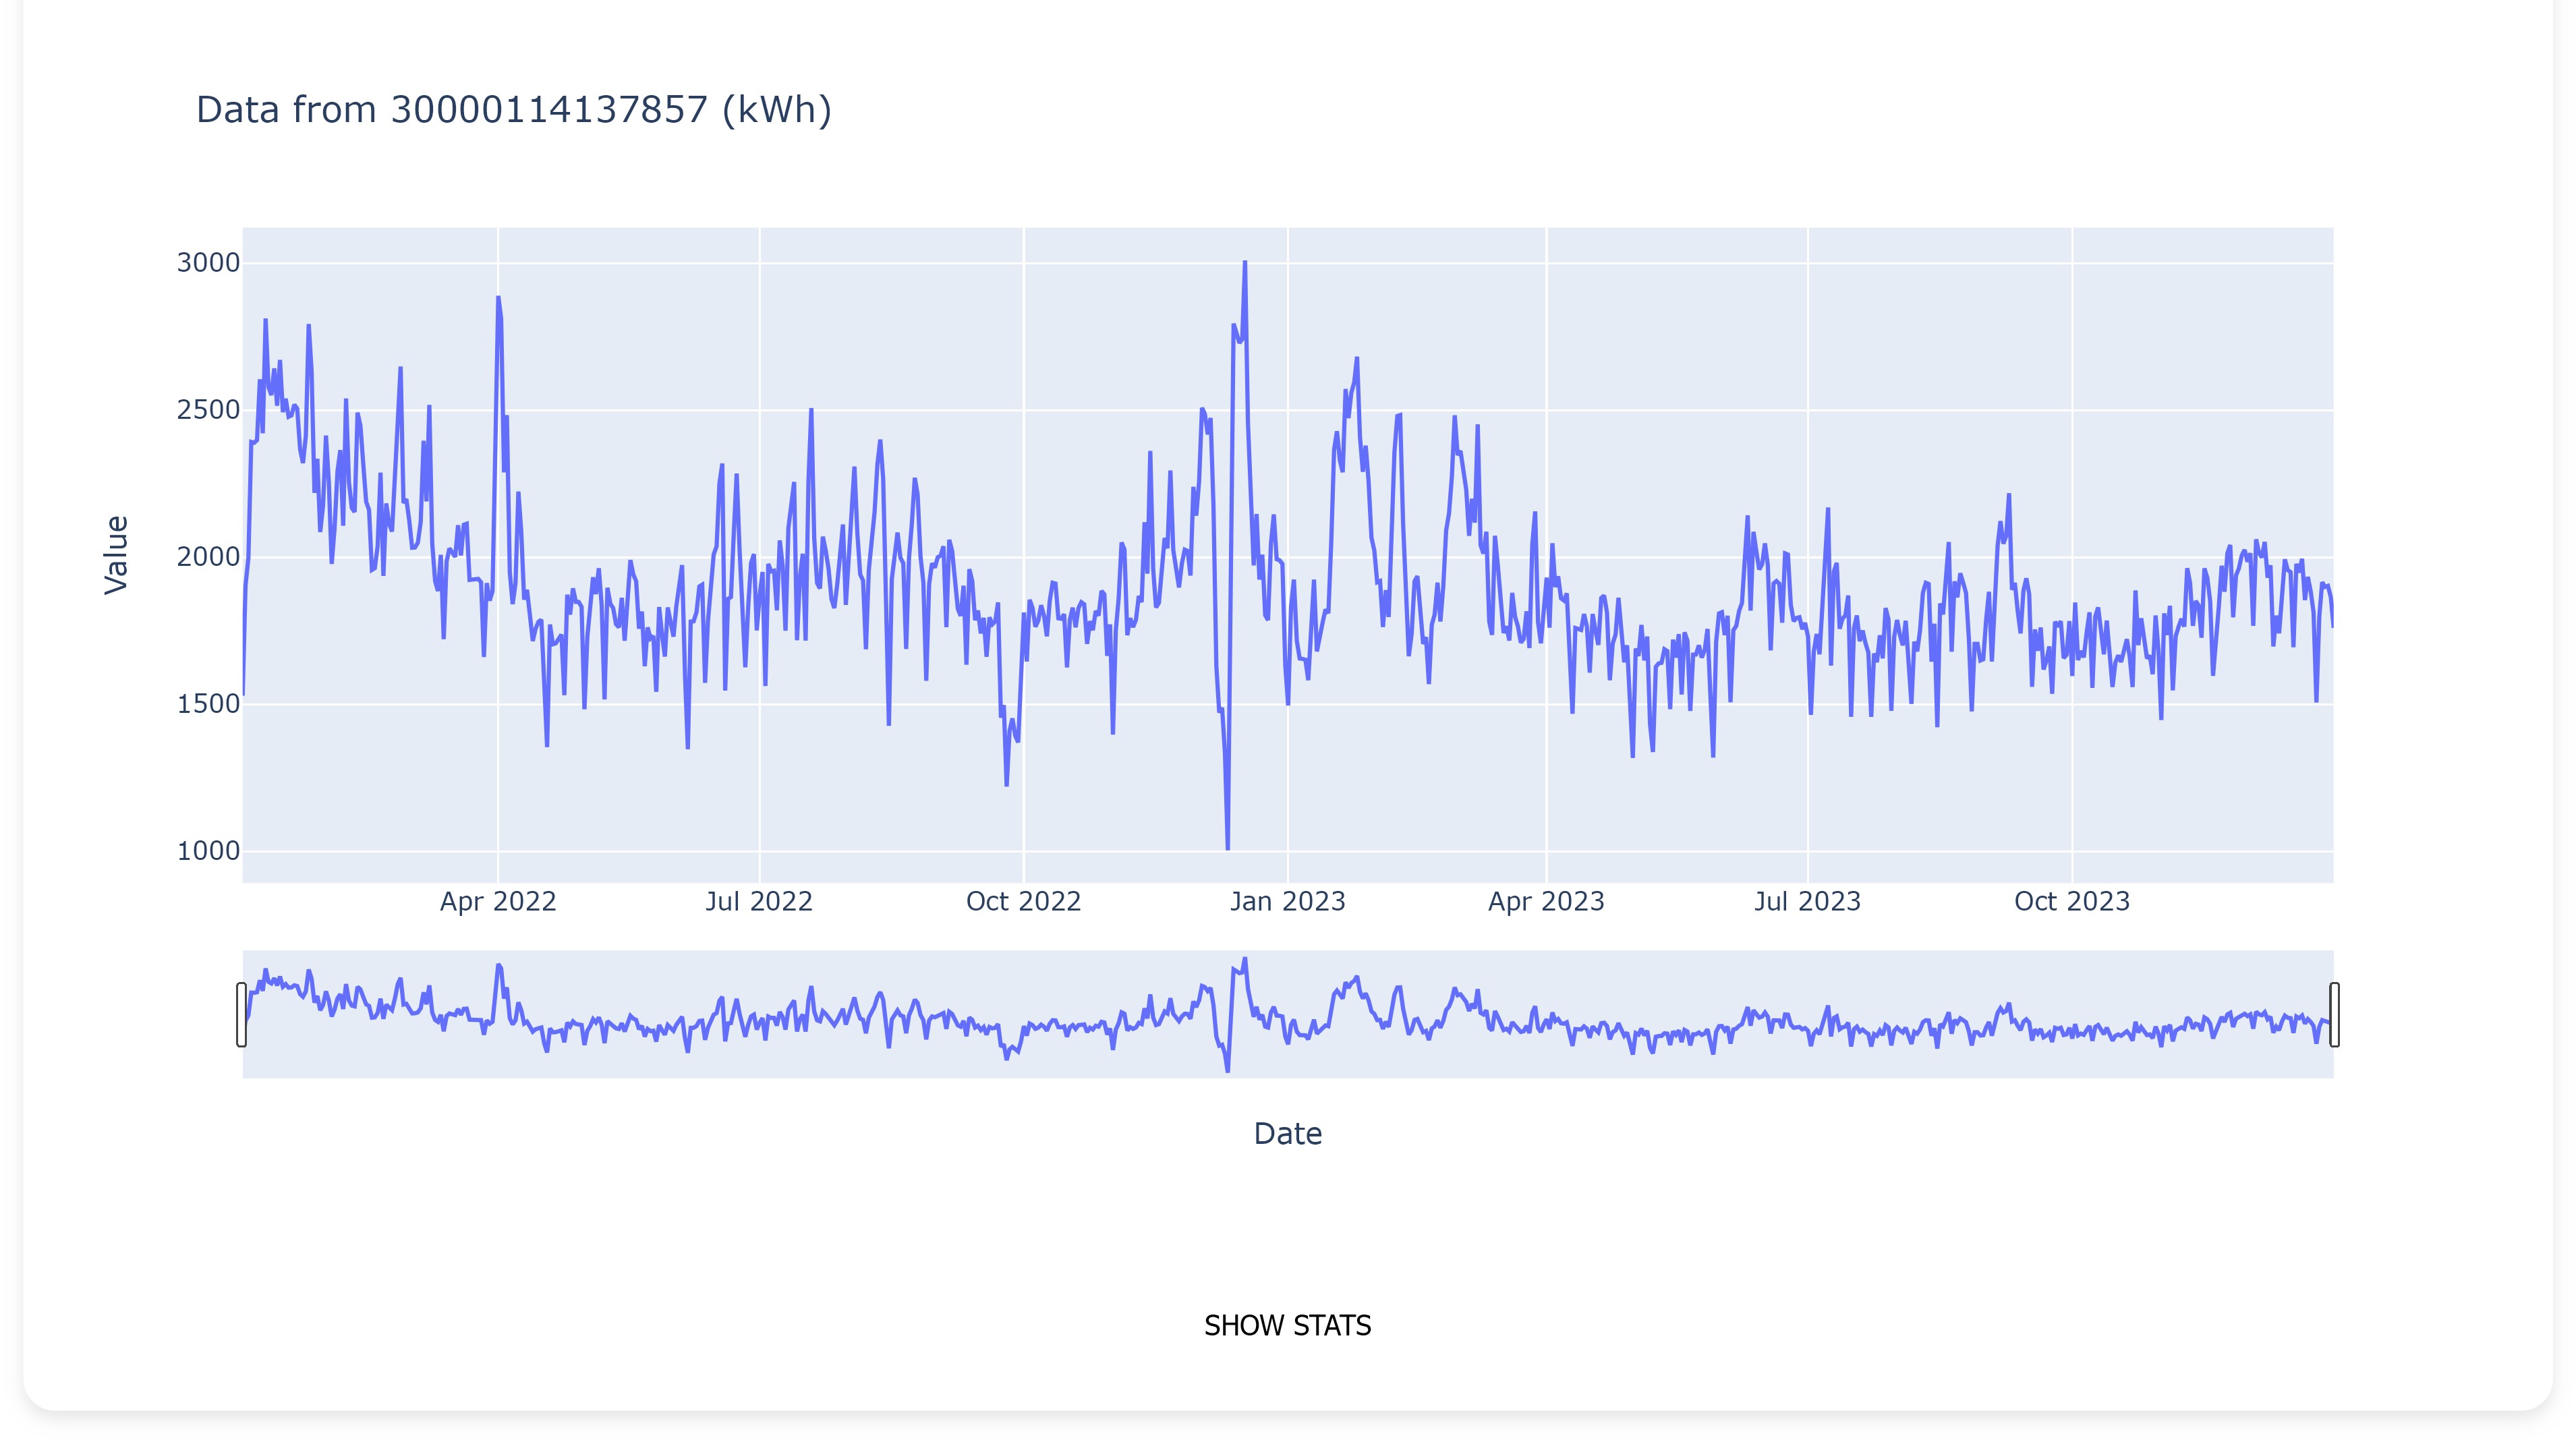 Data from 30000114137857 (kWh)
Value
3000
2500
2000
1500
1000
Apr 2022
Jul 2022
Oct 2022
Jan 2023
Apr 2023
Jul 2023
Oct 2023
Date
SHOW STATS